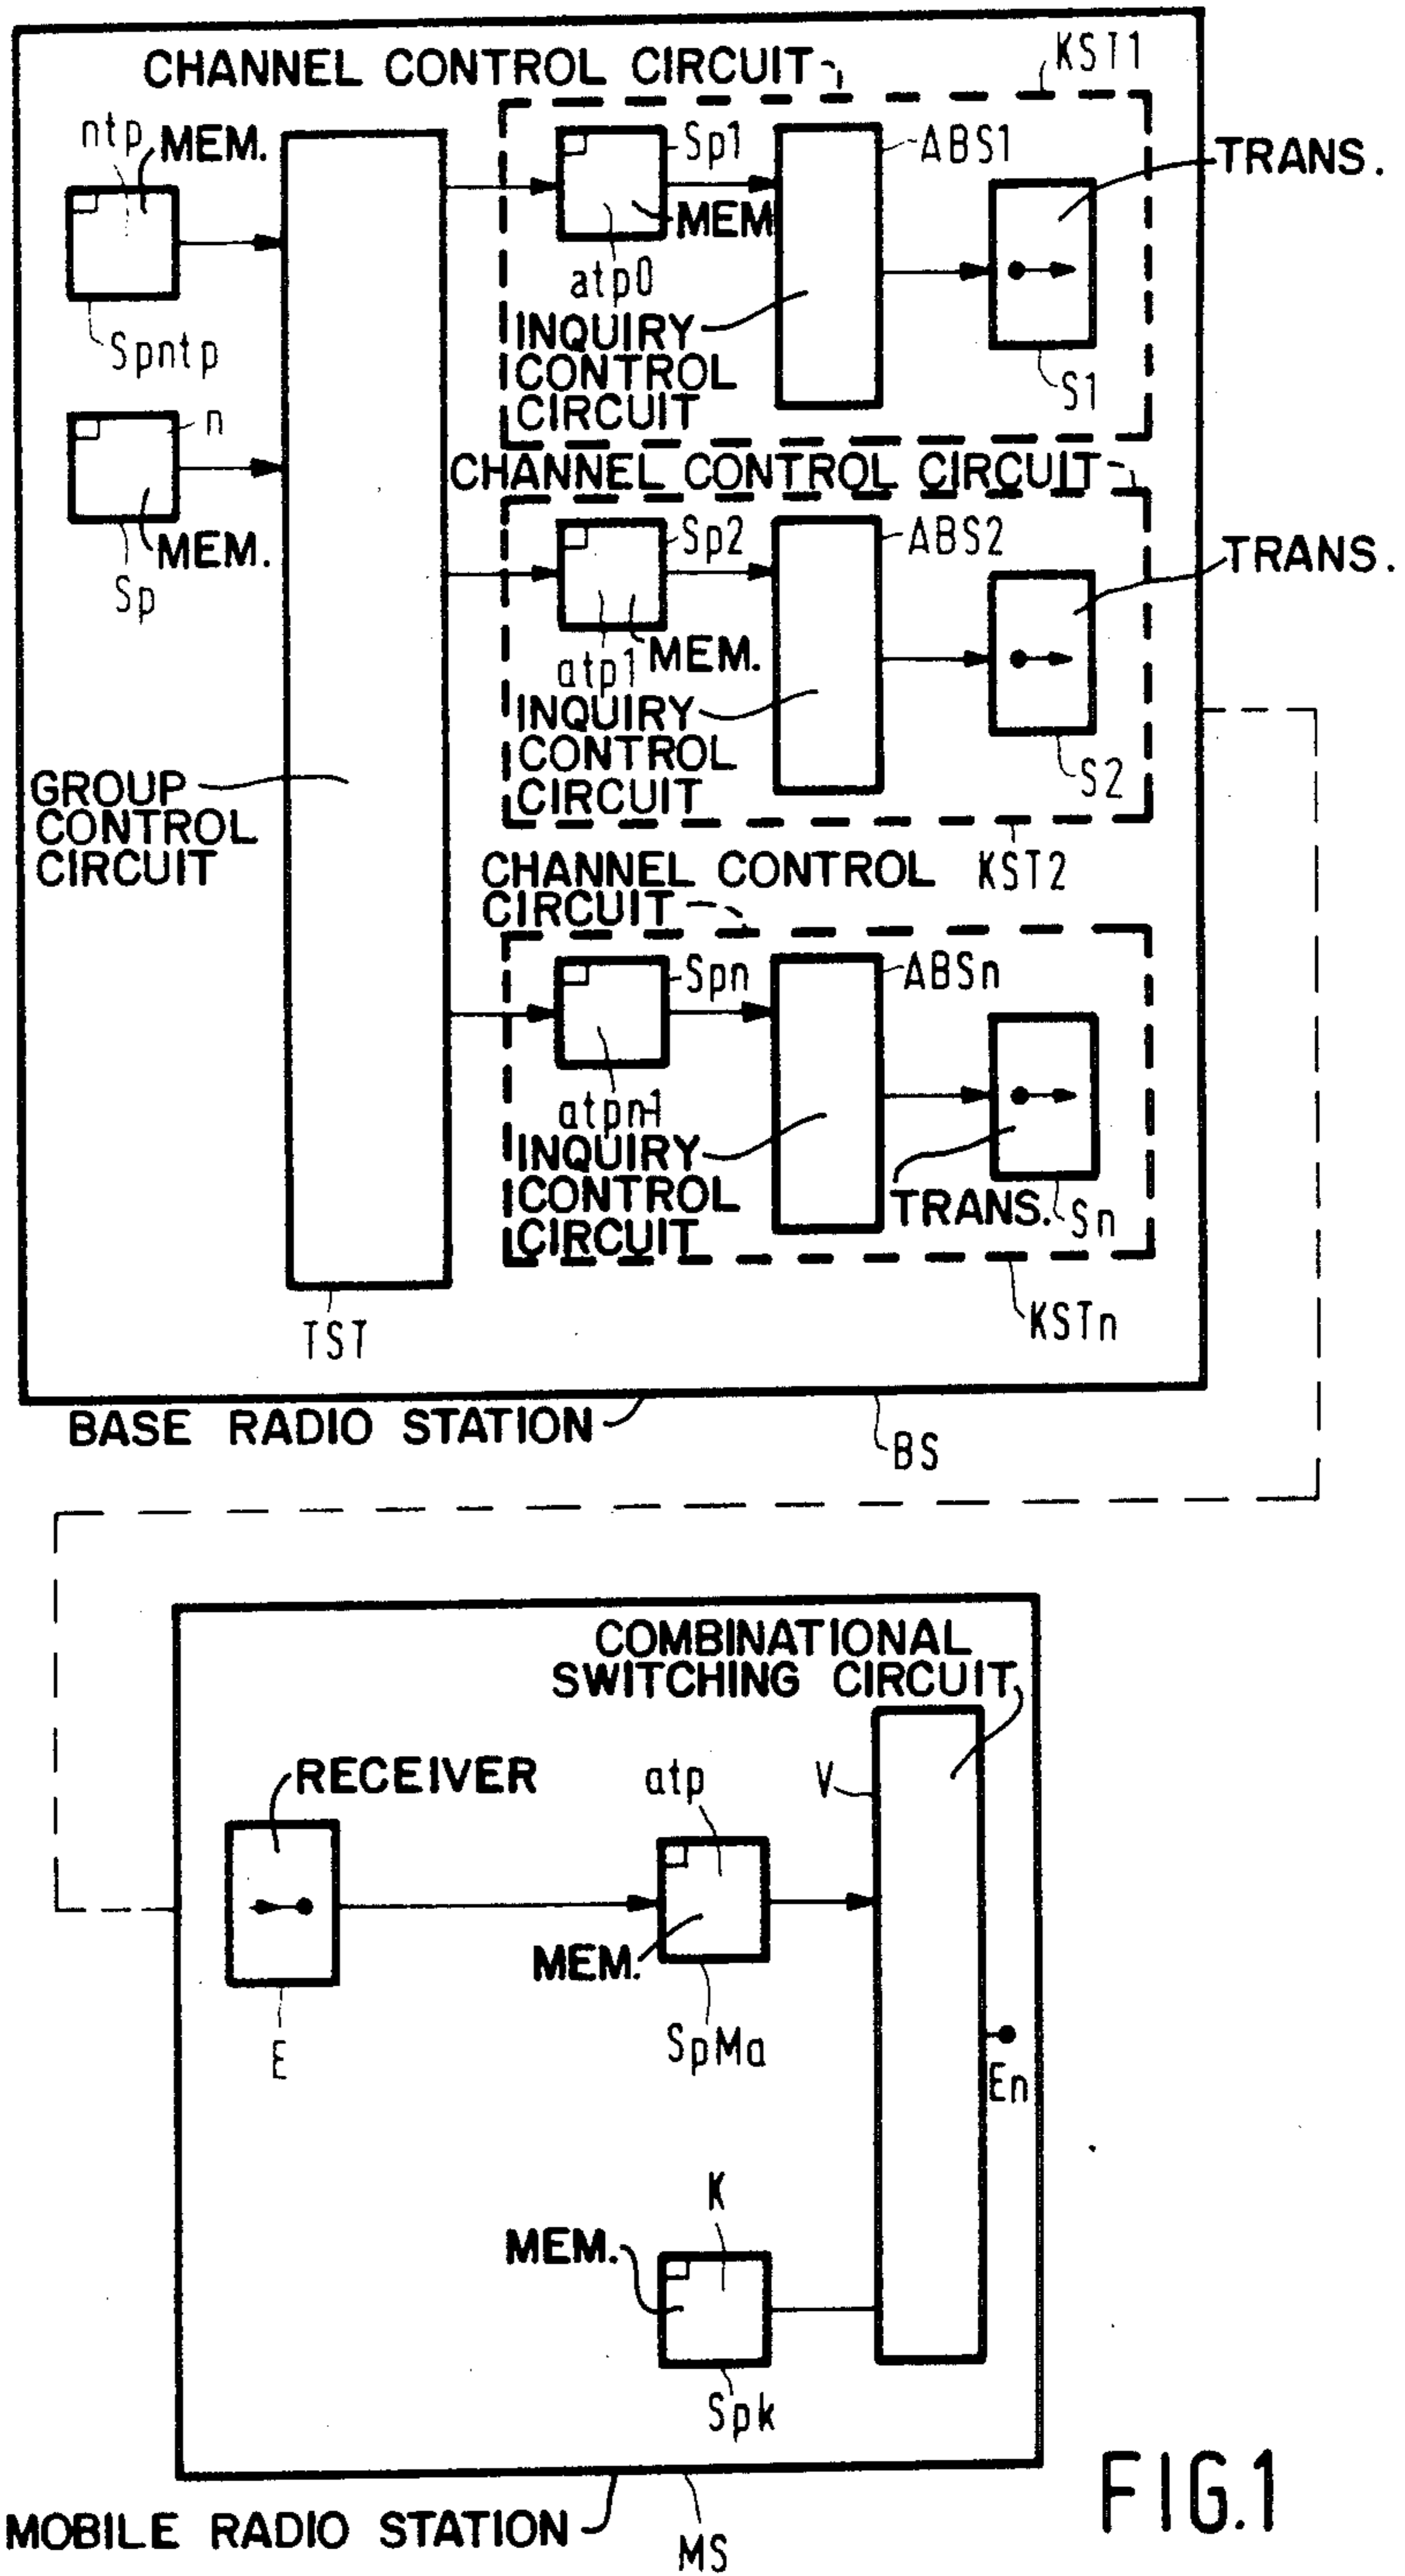 CHANNEL CONTROL CIRCUIT
KST1
ntp
MEM.
Sp1
ABS1
TRANS.
MEM
atp0
INQUIRY
CONTROL
CIRCUIT
S1
Spntp
n
MEM.
Sp
CHANNEL CONTROL CIRCUIT
Sp2
ABS2
TRANS.
atp1
MEM.
INQUIRY
CONTROL
CIRCUIT
S2
GROUP
CONTROL
CIRCUIT
KST2
CHANNEL CONTROL
CIRCUIT
Spn
ABSn
atpn-1
INQUIRY
CONTROL
CIRCUIT
TRANS.
Sn
KSTn
TST
BASE RADIO STATION
BS
COMBINATIONAL
SWITCHING CIRCUIT
RECEIVER
atp
V
MEM.
E
SpMa
En
K
MEM.
Spk
MOBILE RADIO STATION
MS
FIG.1